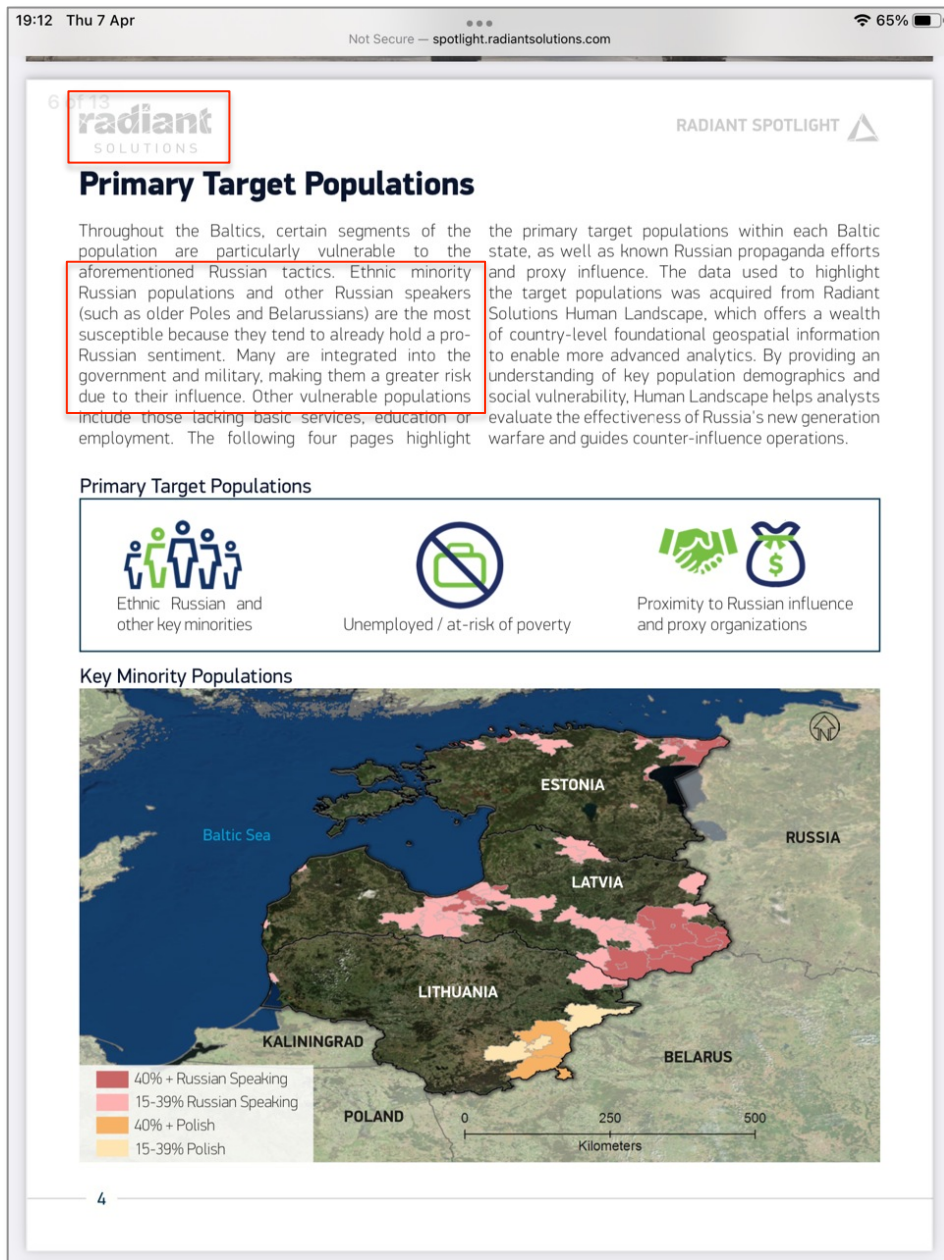 19:12 Thu 7 Apr
65%
Not Secure — spotlight.radiantsolutions.com
6 of 13
radiant
SOLUTIONS
RADIANT SPOTLIGHT
Primary Target Populations
Throughout the Baltics, certain segments of the
population are particularly vulnerable to the
aforementioned Russian tactics. Ethnic minority
Russian populations and other Russian speakers
(such as older Poles and Belarussians) are the most
susceptible because they tend to already hold a pro-
Russian sentiment. Many are integrated into the
government and military, making them a greater risk
due to their influence. Other vulnerable populations
include those lacking basic services, education or
employment. The following four pages highlight
the primary target populations within each Baltic
state, as well as known Russian propaganda efforts
and proxy influence. The data used to highlight
the target populations was acquired from Radiant
Solutions Human Landscape, which offers a wealth
of country-level foundational geospatial information
to enable more advanced analytics. By providing an
understanding of key population demographics and
social vulnerability, Human Landscape helps analysts
evaluate the effectiveness of Russia's new generation
warfare and guides counter-influence operations.
Primary Target Populations
Ethnic Russian and
other key minorities
Unemployed / at-risk of poverty
$
Proximity to Russian influence
and proxy organizations
Key Minority Populations
N
ESTONIA
Baltic Sea
RUSSIA
LATVIA
LITHUANIA
KALININGRAD
BELARUS
POLAND
40% + Russian Speaking
15-39% Russian Speaking
40% + Polish
15-39% Polish
0 250 500
Kilometers
4